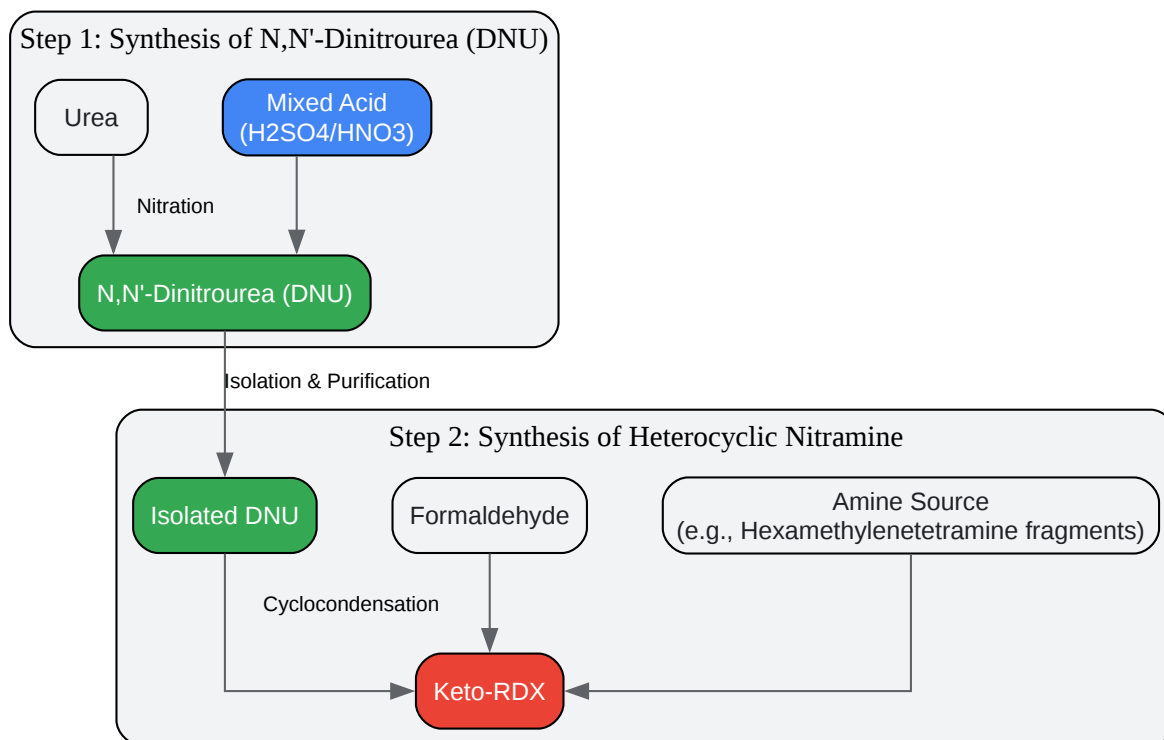 Step 1: Synthesis of N,N'-Dinitrourea (DNU)
Urea
Mixed Acid
(H2SO4/HNO3)
Nitration
N,N'-Dinitrourea (DNU)
Isolation & Purification
Step 2: Synthesis of Heterocyclic Nitramine
Isolated DNU
Formaldehyde
Amine Source
(e.g., Hexamethylenetetramine fragments)
Cyclocondensation
Keto-RDX